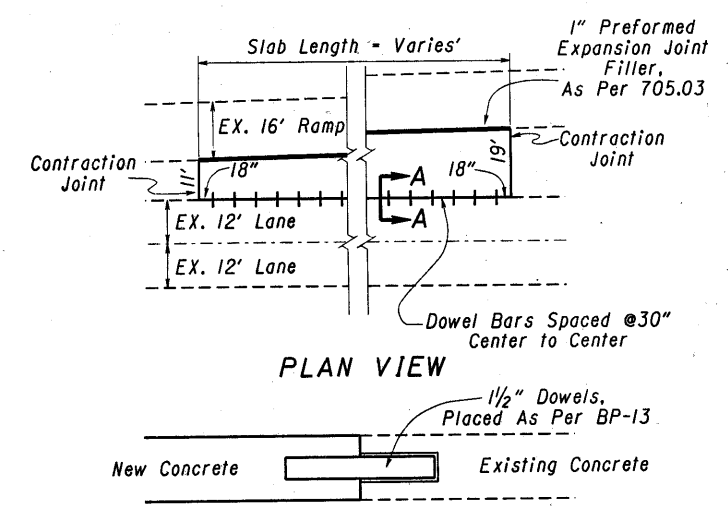 Slab Length = Varies'
1" Preformed
Expansion Joint
Filler,
As Per 705.03
EX. 16' Ramp
Contraction
Joint
11'
18"
A
A
18"
19'
Contraction
Joint
EX. 12' Lane
EX. 12' Lane
Dowel Bars Spaced @30"
Center to Center
PLAN VIEW
1½" Dowels,
Placed As Per BP-13
New Concrete
Existing Concrete